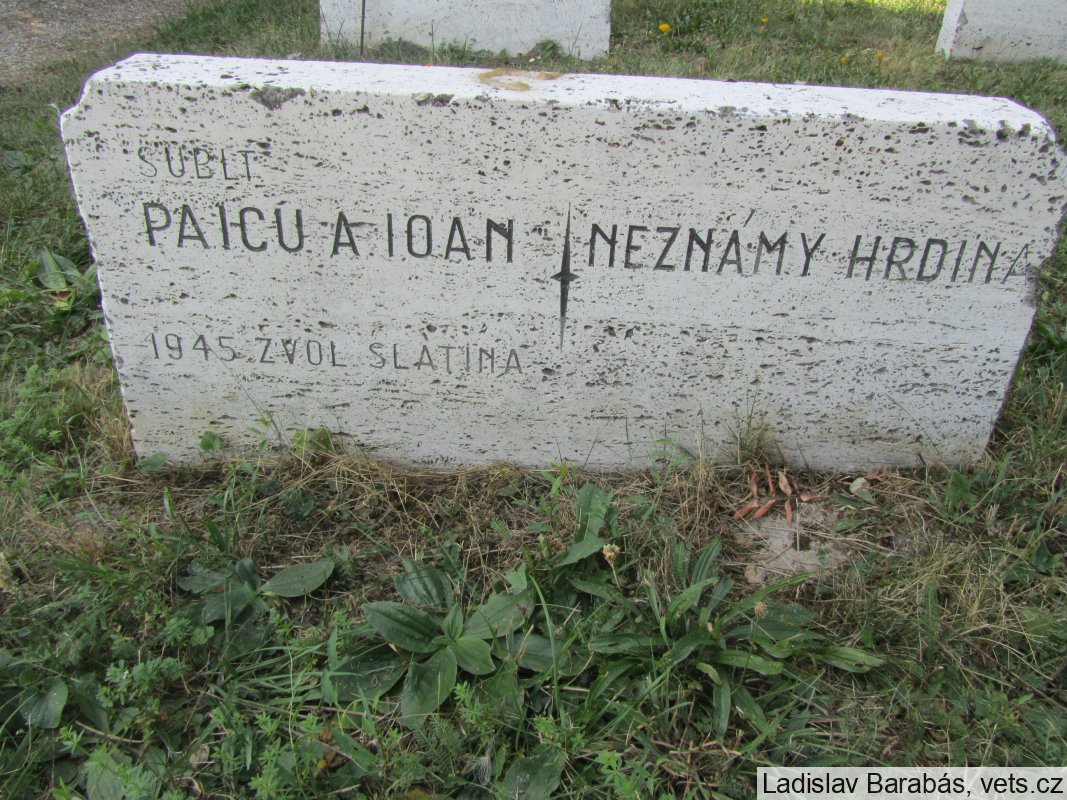 SUBLT.
PAICU A. IOAN
1945 ZVOL SLATINA
NEZNÁMY HRDINA
Ladislav Barabás, vets.cz